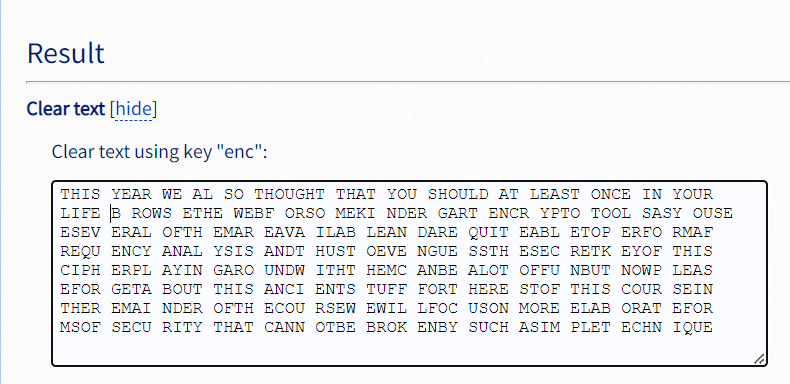 Result
Clear text [hide]
Clear text using key "enc":
THIS YEAR WE AL SO THOUGHT THAT YOU SHOULD AT LEAST ONCE IN YOUR
LIFE B ROWS ETHE WEBF ORSO MEKI NDER GART ENCR YPTO TOOL SASY OUSE
ESEV ERAL OFTH EMAR EAVA ILAB LEAN DARE QUIT EABL ETOP ERFO RMAF
REQU ENCY ANAL YSIS ANDT HUST OEVE NGUE SSTH ESEC RETK EYOF THIS
CIPH ERPL AYIN GARO UNDW ITHT HEMC ANBE ALOT OFFU NBUT NOWP LEAS
EFOR GETA BOUT THIS ANCI ENTS TUFF FORT HERE STOF THIS COUR SEIN
THER EMAI NDER OFTH ECOU RSEW EWIL LFOC USON MORE ELAB ORAT EFOR
MSOF SECU RITY THAT CANN OTBE BROK ENBY SUCH ASIM PLET ECHN IQUE